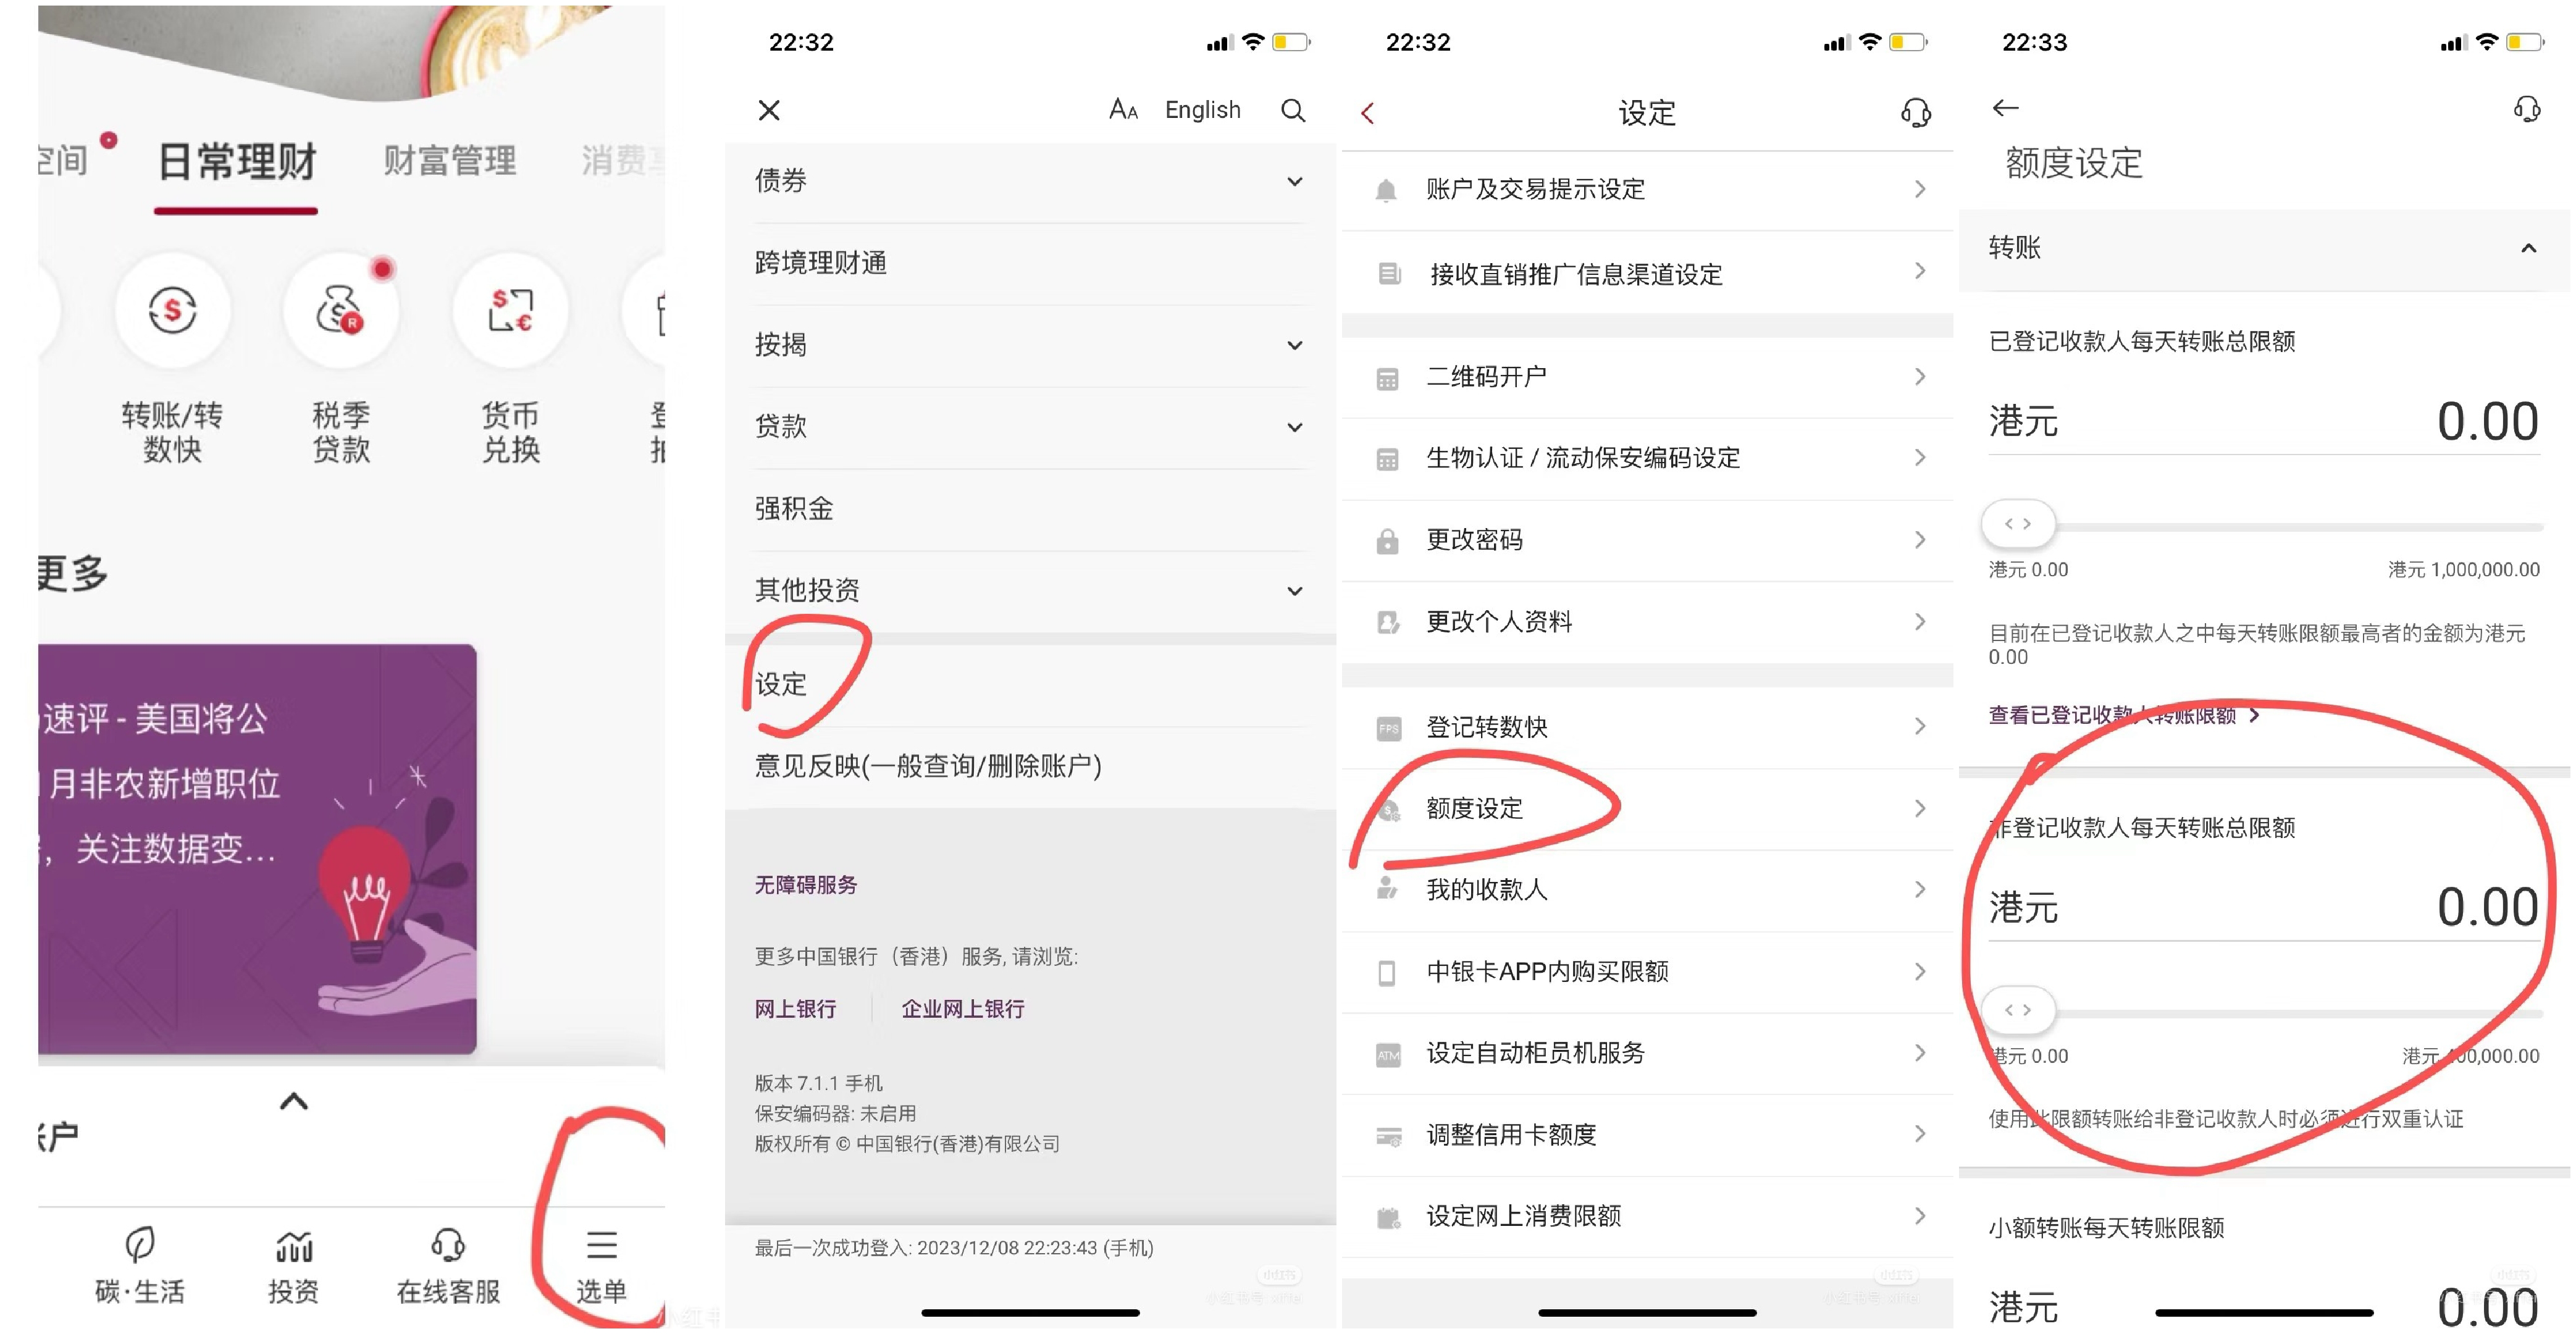 空间
日常理财
财富管理
消费
转账/转
数快
税季
贷款
货币
兑换
更多
速评 - 美国将公
月非农新增职位
，关注数据变...
户
碳·生活
投资
在线客服
选单
22:32
AA English
债券
跨境理财通
按揭
贷款
强积金
其他投资
设定
意见反映(一般查询/删除账户)
无障碍服务
更多中国银行（香港）服务, 请浏览:
网上银行
企业网上银行
版本 7.1.1 手机
保安编码器: 未启用
版权所有 © 中国银行(香港)有限公司
最后一次成功登入: 2023/12/08 22:23:43 (手机)
小红书
22:32
设定
账户及交易提示设定
接收直销推广信息渠道设定
二维码开户
生物认证 / 流动保安编码设定
更改密码
更改个人资料
FPS 登记转数快
额度设定
我的收款人
中银卡APP内购买限额
ATM 设定自动柜员机服务
调整信用卡额度
设定网上消费限额
小红书
22:33
额度设定
转账
已登记收款人每天转账总限额
港元 0.00
港元 0.00 港元 1,000,000.00
目前在已登记收款人之中每天转账限额最高者的金额为港元
0.00
查看已登记收款人转账限额
非登记收款人每天转账总限额
港元 0.00
港元 0.00 港元 400,000.00
使用此限额转账给非登记收款人时必须进行双重认证
小额转账每天转账限额
港元 0.00
小红书